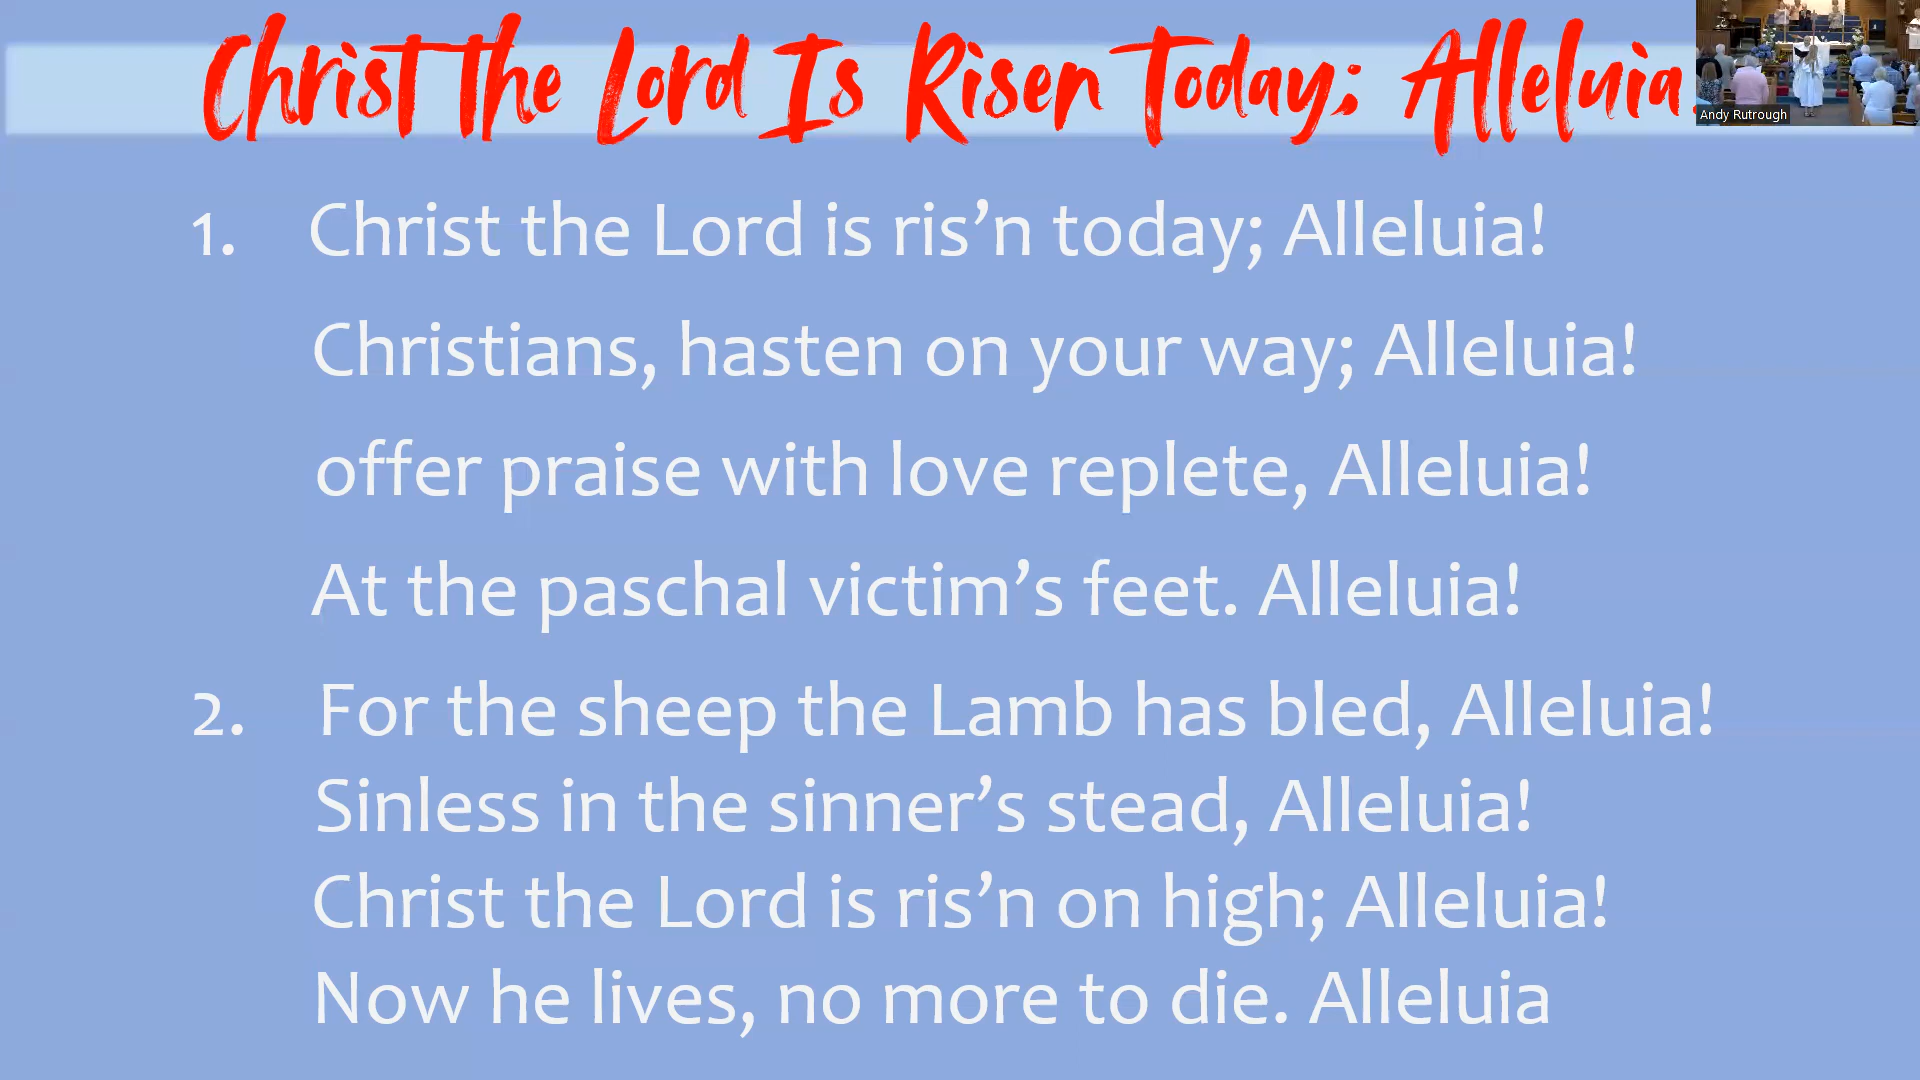 Christ the Lord Is Risen Today; Alleluia
Andy Rutrough
1. Christ the Lord is ris’n today; Alleluia!
Christians, hasten on your way; Alleluia!
offer praise with love replete, Alleluia!
At the paschal victim’s feet. Alleluia!
2. For the sheep the Lamb has bled, Alleluia!
Sinless in the sinner’s stead, Alleluia!
Christ the Lord is ris’n on high; Alleluia!
Now he lives, no more to die. Alleluia